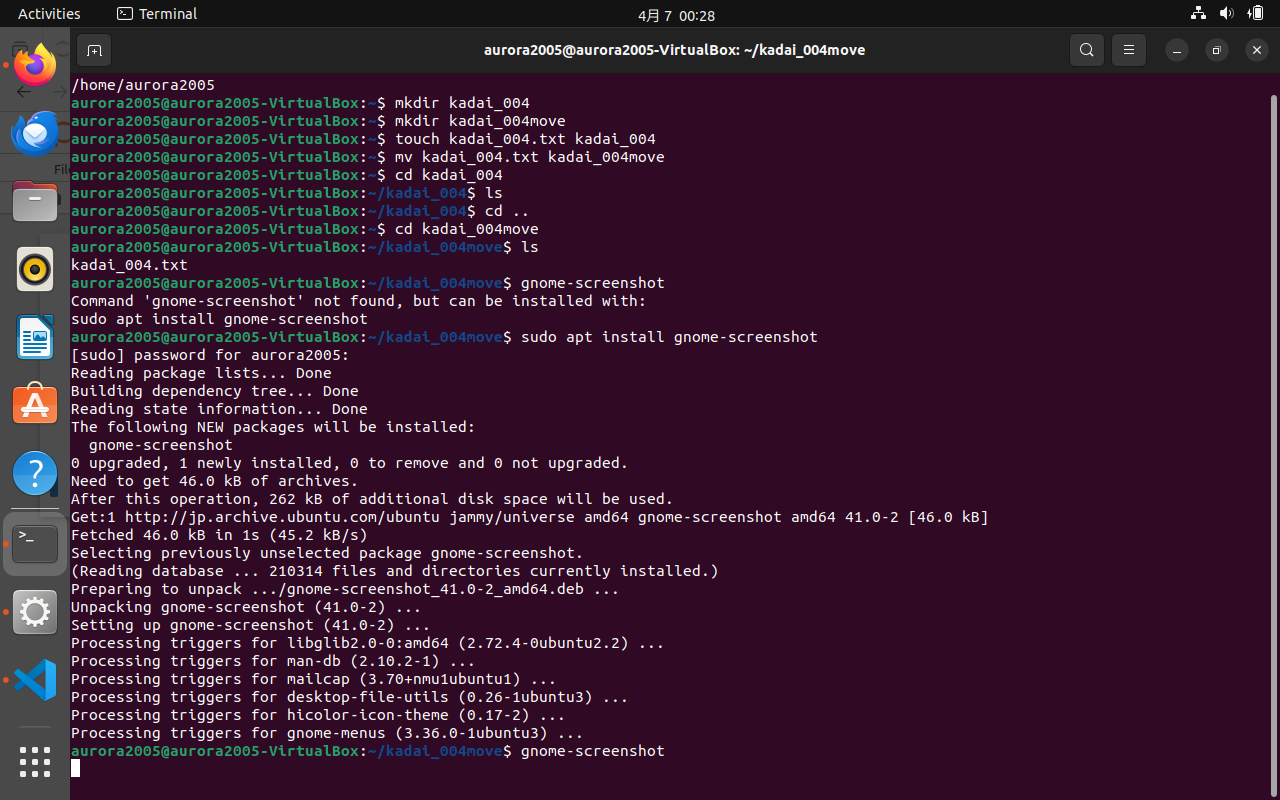 Activities Terminal 4月 7 00:28
aurora2005@aurora2005-VirtualBox: ~/kadai_004move
/home/aurora2005
aurora2005@aurora2005-VirtualBox:~$ mkdir kadai_004
aurora2005@aurora2005-VirtualBox:~$ mkdir kadai_004move
aurora2005@aurora2005-VirtualBox:~$ touch kadai_004.txt kadai_004
aurora2005@aurora2005-VirtualBox:~$ mv kadai_004.txt kadai_004move
aurora2005@aurora2005-VirtualBox:~$ cd kadai_004
aurora2005@aurora2005-VirtualBox:~/kadai_004$ ls
aurora2005@aurora2005-VirtualBox:~/kadai_004$ cd ..
aurora2005@aurora2005-VirtualBox:~$ cd kadai_004move
aurora2005@aurora2005-VirtualBox:~/kadai_004move$ ls
kadai_004.txt
aurora2005@aurora2005-VirtualBox:~/kadai_004move$ gnome-screenshot
Command 'gnome-screenshot' not found, but can be installed with:
sudo apt install gnome-screenshot
aurora2005@aurora2005-VirtualBox:~/kadai_004move$ sudo apt install gnome-screenshot
[sudo] password for aurora2005:
Reading package lists... Done
Building dependency tree... Done
Reading state information... Done
The following NEW packages will be installed:
  gnome-screenshot
0 upgraded, 1 newly installed, 0 to remove and 0 not upgraded.
Need to get 46.0 kB of archives.
After this operation, 262 kB of additional disk space will be used.
Get:1 http://jp.archive.ubuntu.com/ubuntu jammy/universe amd64 gnome-screenshot amd64 41.0-2 [46.0 kB]
Fetched 46.0 kB in 1s (45.2 kB/s)
Selecting previously unselected package gnome-screenshot.
(Reading database ... 210314 files and directories currently installed.)
Preparing to unpack .../gnome-screenshot_41.0-2_amd64.deb ...
Unpacking gnome-screenshot (41.0-2) ...
Setting up gnome-screenshot (41.0-2) ...
Processing triggers for libglib2.0-0:amd64 (2.72.4-0ubuntu2.2) ...
Processing triggers for man-db (2.10.2-1) ...
Processing triggers for mailcap (3.70+nmu1ubuntu1) ...
Processing triggers for desktop-file-utils (0.26-1ubuntu3) ...
Processing triggers for hicolor-icon-theme (0.17-2) ...
Processing triggers for gnome-menus (3.36.0-1ubuntu3) ...
aurora2005@aurora2005-VirtualBox:~/kadai_004move$ gnome-screenshot